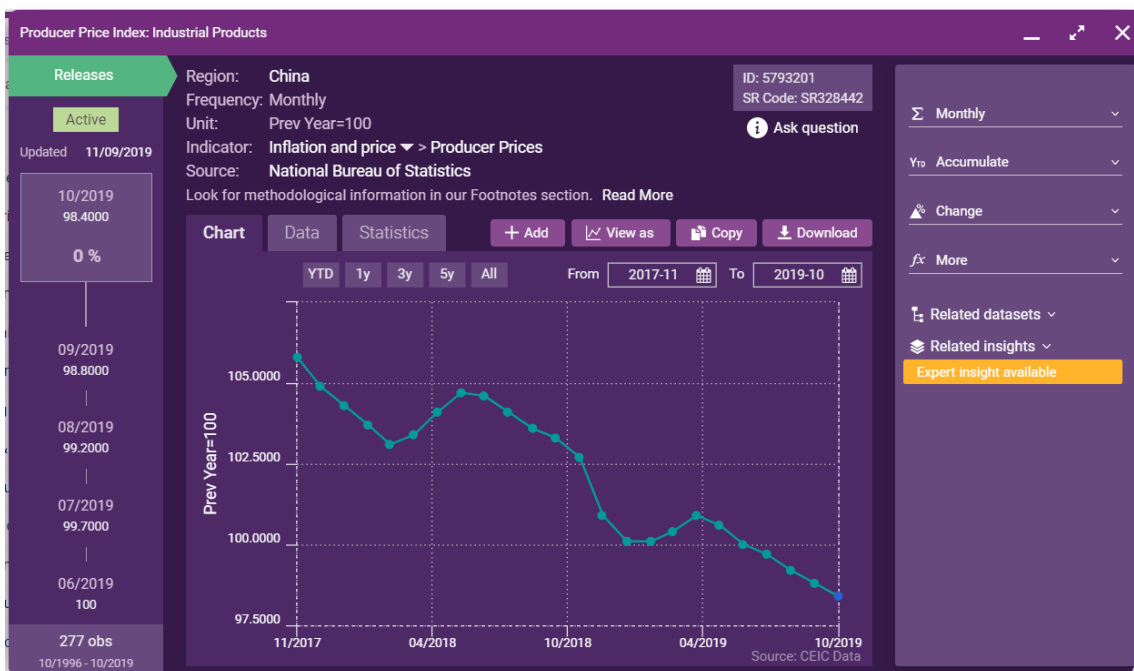 Producer Price Index: Industrial Products
Releases
Active
Updated 11/09/2019
10/2019
98.4000
0 %
09/2019
98.8000
08/2019
99.2000
07/2019
99.7000
06/2019
100
277 obs
10/1996 - 10/2019
Region: China
Frequency: Monthly
Unit: Prev Year=100
Indicator: Inflation and price > Producer Prices
Source: National Bureau of Statistics
Look for methodological information in our Footnotes section. Read More
ID: 5793201
SR Code: SR328442
i Ask question
Chart Data Statistics + Add View as Copy Download
YTD 1y 3y 5y All From 2017-11 To 2019-10
Prev Year=100
105.0000
102.5000
100.0000
97.5000
11/2017 04/2018 10/2018 04/2019 10/2019
Source: CEIC Data
Σ Monthly
YTD Accumulate
% Change
fx More
Related datasets
Related insights
Expert insight available